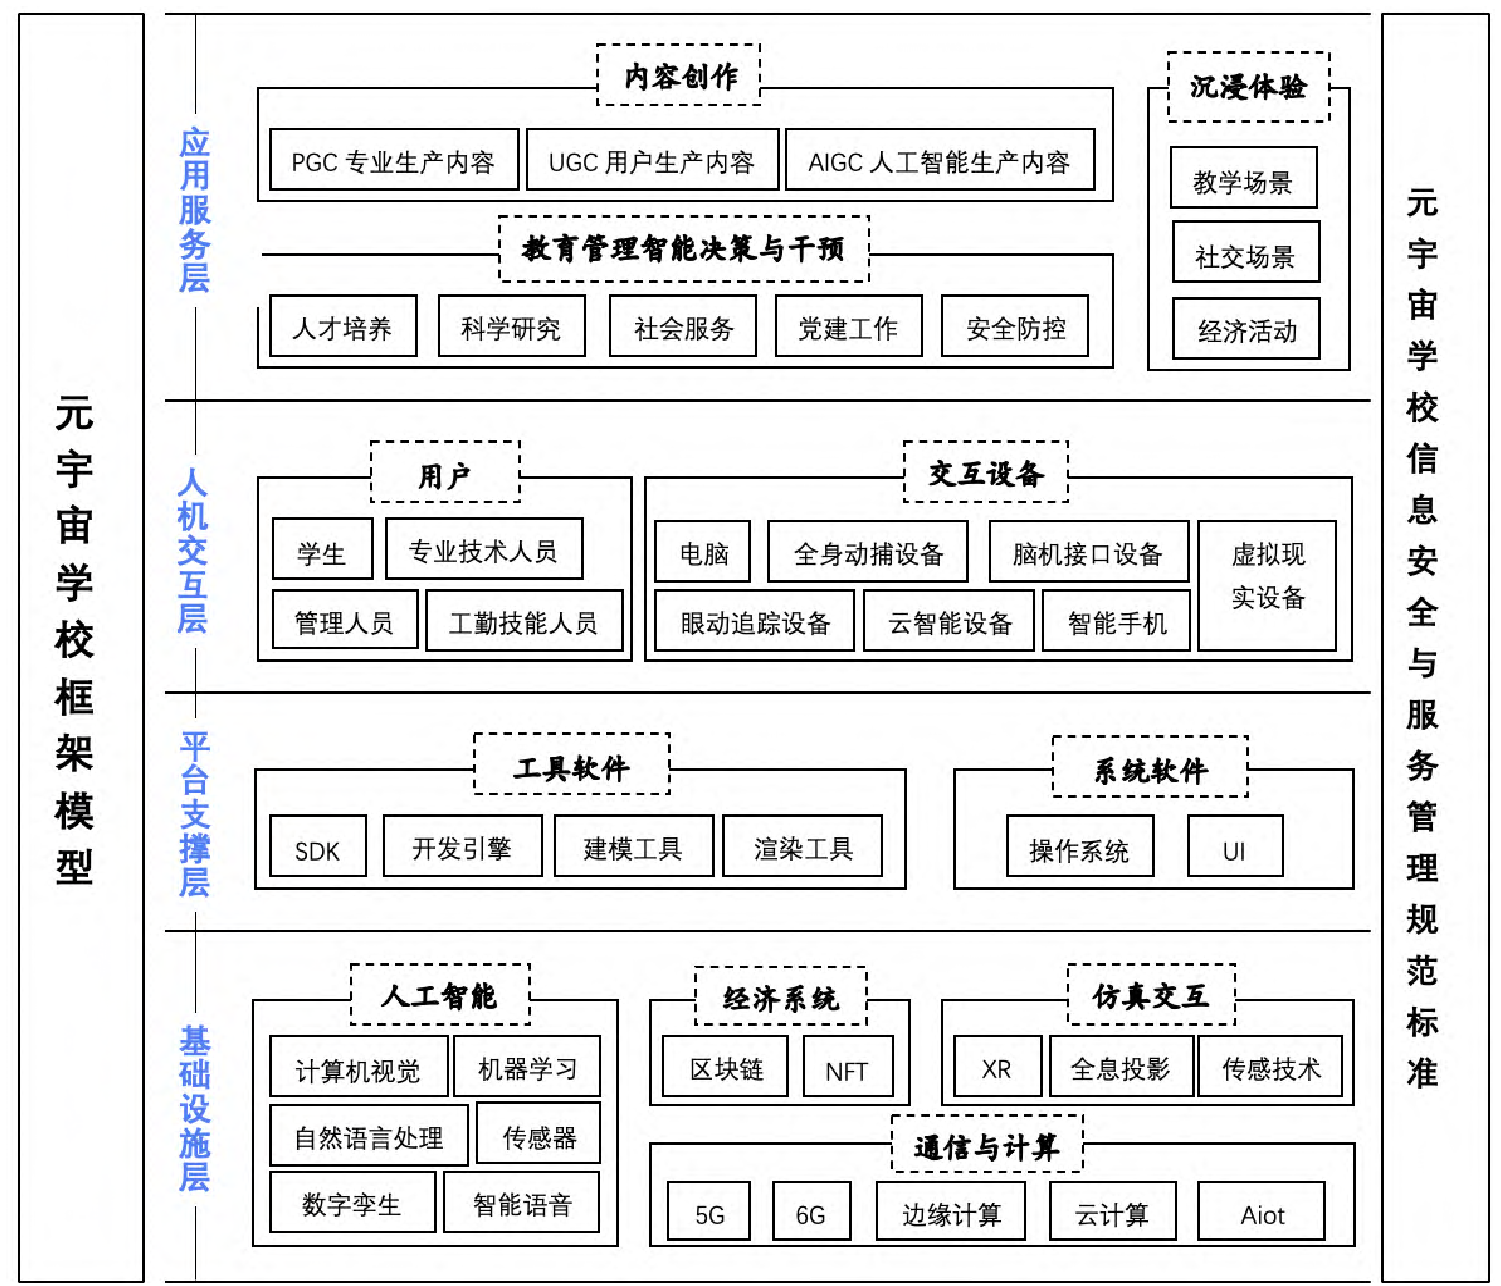 元宇宙学校框架模型
应用服务层
内容创作
PGC 专业生产内容
UGC 用户生产内容
AIGC 人工智能生产内容
教育管理智能决策与干预
人才培养
科学研究
社会服务
党建工作
安全防控
沉浸体验
教学场景
社交场景
经济活动
人机交互层
用户
学生
专业技术人员
管理人员
工勤技能人员
交互设备
电脑
全身动捕设备
脑机接口设备
虚拟现
实设备
眼动追踪设备
云智能设备
智能手机
平台支撑层
工具软件
SDK
开发引擎
建模工具
渲染工具
系统软件
操作系统
UI
基础设施层
人工智能
计算机视觉
机器学习
自然语言处理
传感器
数字孪生
智能语音
经济系统
区块链
NFT
仿真交互
XR
全息投影
传感技术
通信与计算
5G
6G
边缘计算
云计算
Aiot
元宇宙学校信息安全与服务管理规范标准